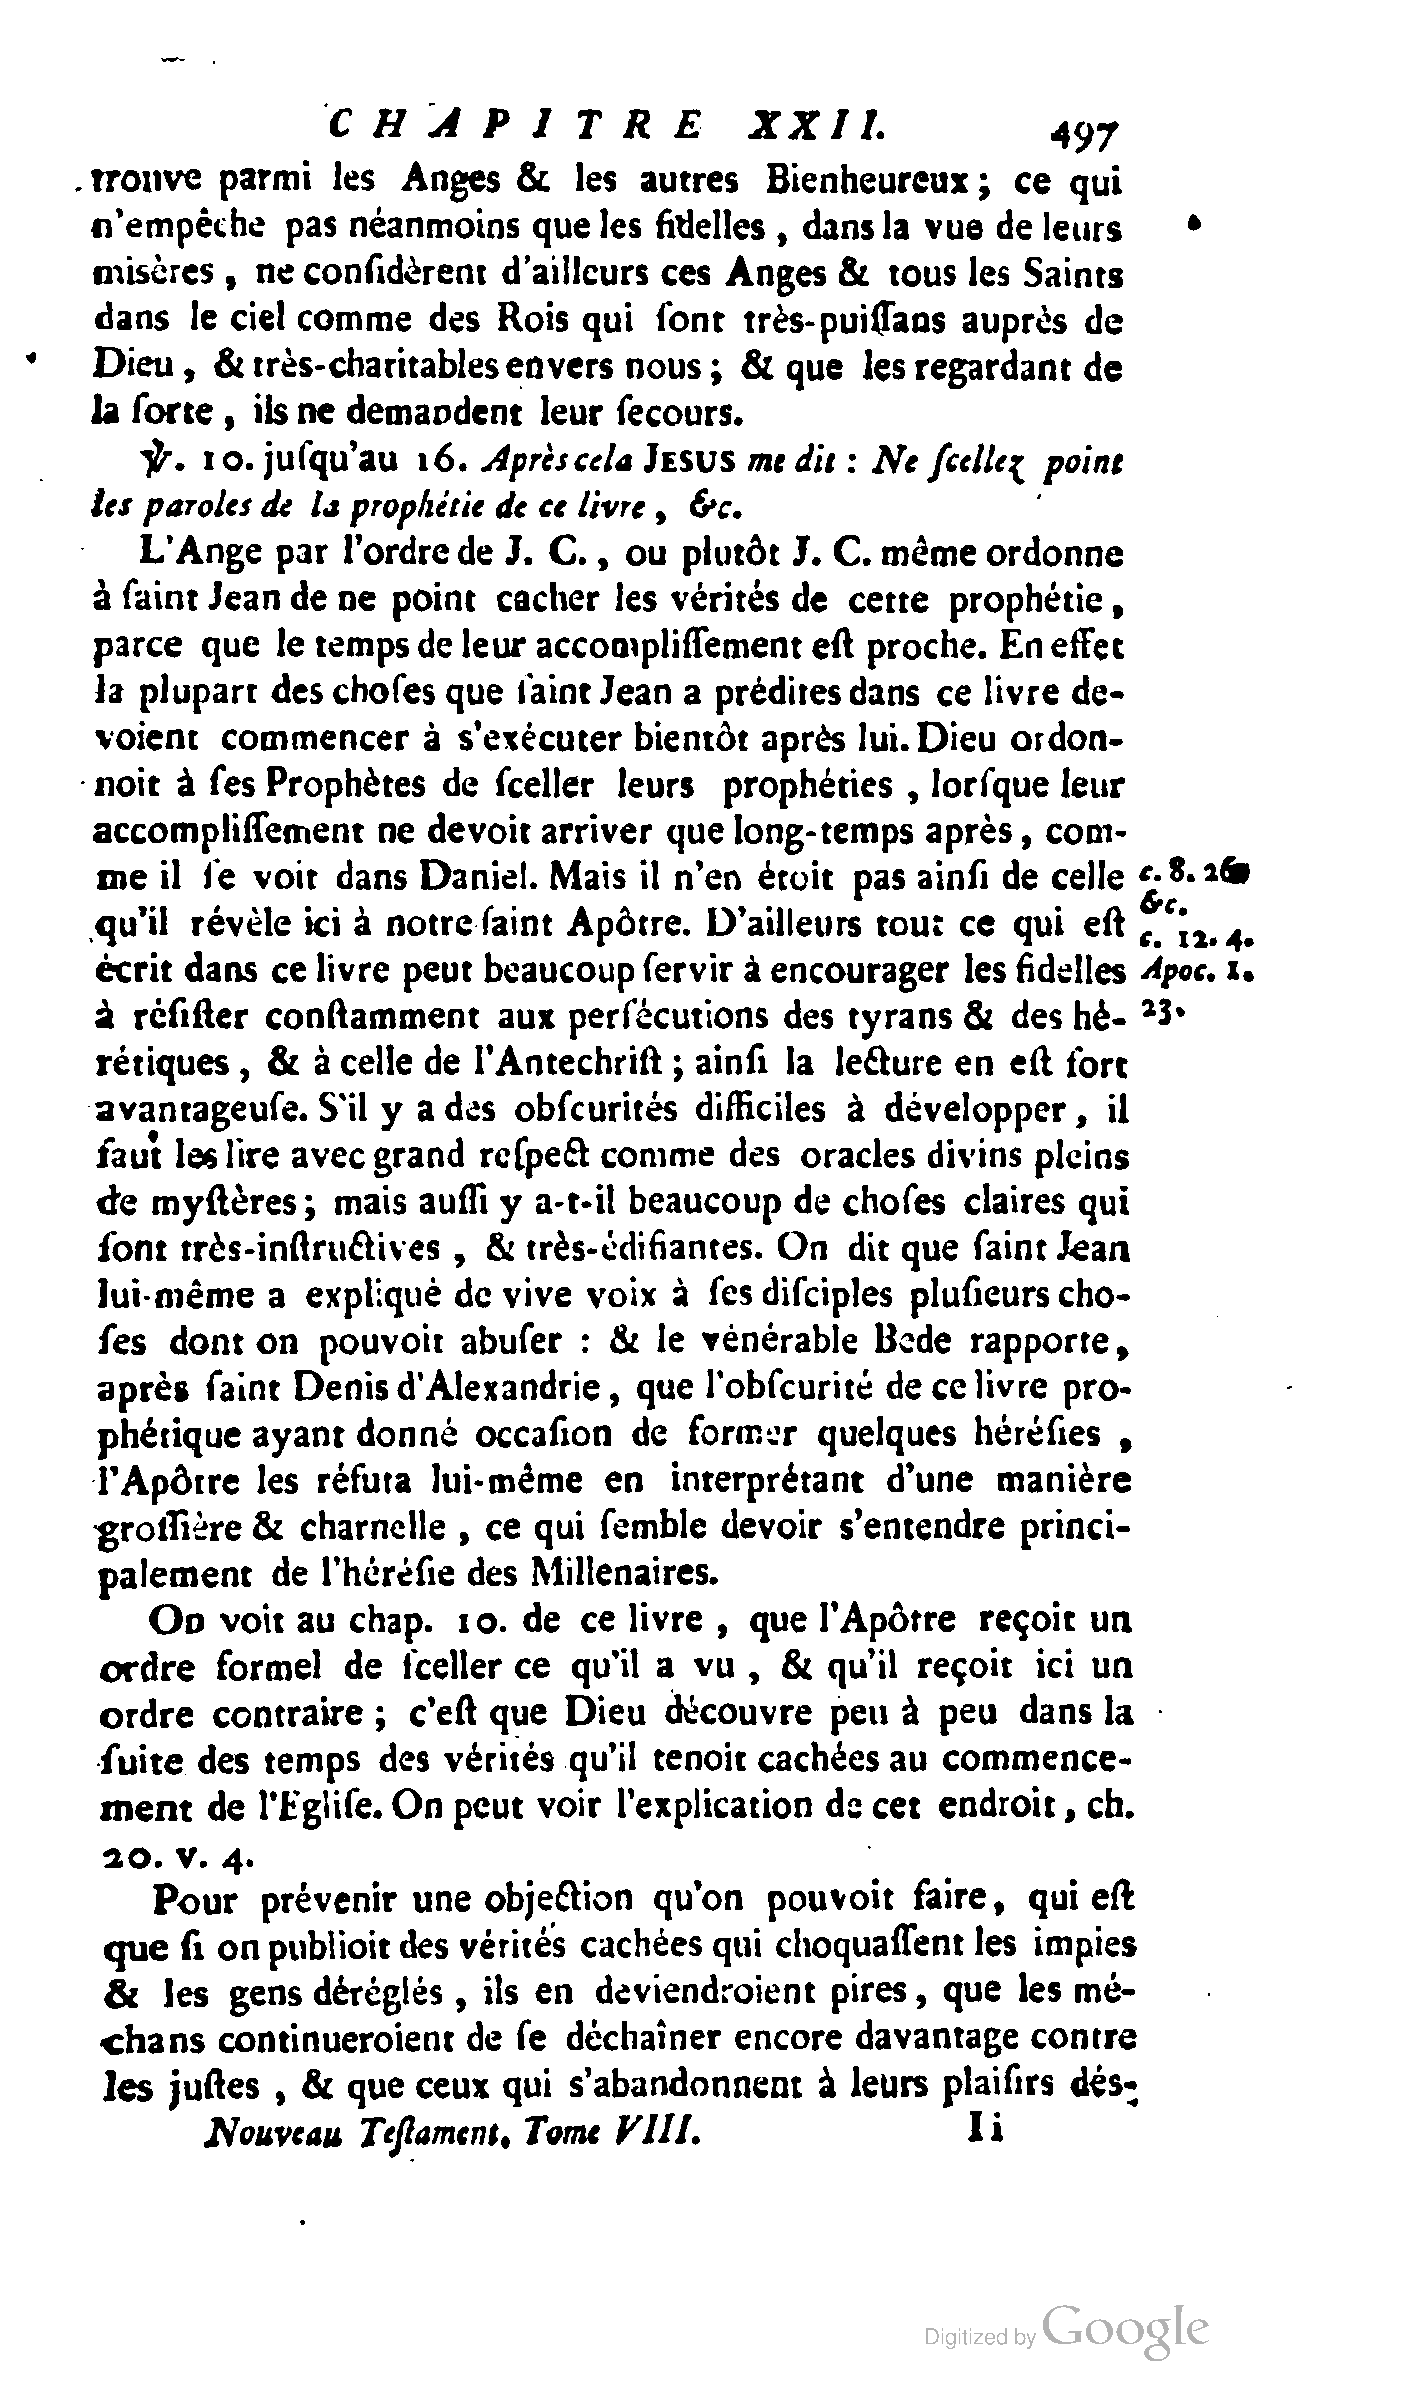 CHAPITRE XXII. 497
trouve parmi les Anges & les autres Bienheureux ; ce qui
n'empêche pas néanmoins que les fidelles , dans la vue de leurs
misères , ne conſidèrent d'ailleurs ces Anges & tous les Saints
dans le ciel comme des Rois qui ſont très-puiſſans auprès de
Dieu , & très-charitables envers nous ; & que les regardant de
la ſorte , ils ne demandent leur ſecours.
℣. 10. juſqu'au 16. Après cela JESUS me dit : Ne ſcellez point
les paroles de la prophétie de ce livre , &c.
L'Ange par l'ordre de J. C. , ou plutôt J. C. même ordonne
à ſaint Jean de ne point cacher les vérités de cette prophétie ,
parce que le temps de leur accompliſſement eſt proche. En effet
la plupart des choſes que ſaint Jean a prédites dans ce livre de-
voient commencer à s'exécuter bientôt après lui. Dieu ordon-
noit à ſes Prophètes de ſceller leurs prophéties , lorſque leur
accompliſſement ne devoit arriver que long-temps après , com-
me il ſe voit dans Daniel. Mais il n'en étoit pas ainſi de celle c. 8. 26
&c.
qu'il révèle ici à notre ſaint Apôtre. D'ailleurs tout ce qui eſt c. 12. 4.
écrit dans ce livre peut beaucoup ſervir à encourager les fidelles Apoc. 1.
à réſiſter conſtamment aux perſécutions des tyrans & des hé- 23.
rétiques , & à celle de l'Antechriſt ; ainſi la lecture en eſt fort
avantageuſe. S'il y a des obſcurités difficiles à développer , il
faut les lire avec grand reſpect comme des oracles divins pleins
de myſtères ; mais auſſi y a-t-il beaucoup de choſes claires qui
ſont très-inſtructives , & très-édifiantes. On dit que ſaint Jean
lui-même a expliqué de vive voix à ſes diſciples pluſieurs cho-
ſes dont on pouvoit abuſer : & le vénérable Bede rapporte ,
après ſaint Denis d'Alexandrie , que l'obſcurité de ce livre pro-
phétique ayant donné occaſion de former quelques héréſies ,
l'Apôtre les réfuta lui-même en interprétant d'une manière
groſſière & charnelle , ce qui ſemble devoir s'entendre princi-
palement de l'héréſie des Millenaires.
On voit au chap. 10. de ce livre , que l'Apôtre reçoit un
ordre formel de ſceller ce qu'il a vu , & qu'il reçoit ici un
ordre contraire ; c'eſt que Dieu découvre peu à peu dans la
ſuite des temps des vérités qu'il tenoit cachées au commence-
ment de l'Egliſe. On peut voir l'explication de cet endroit , ch.
20. v. 4.
Pour prévenir une objection qu'on pouvoit faire , qui eſt
que ſi on publioit des vérités cachées qui choquaſſent les impies
& les gens déréglés , ils en deviendroient pires , que les mé-
chans continueroient de ſe déchaîner encore davantage contre
les juſtes , & que ceux qui s'abandonnent à leurs plaiſirs dés-
Nouveau Teſtament. Tome VIII. Ii
Digitized by Google